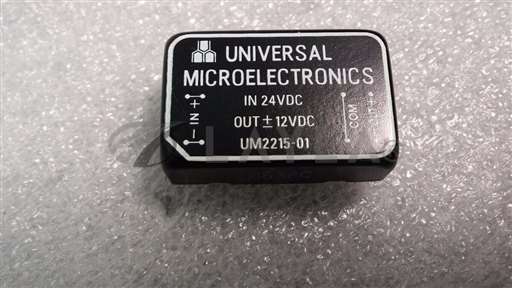 UNIVERSAL
MICROELECTRONICS
IN 24VDC
OUT ± 12VDC
UM2215-01
− IN +
COM